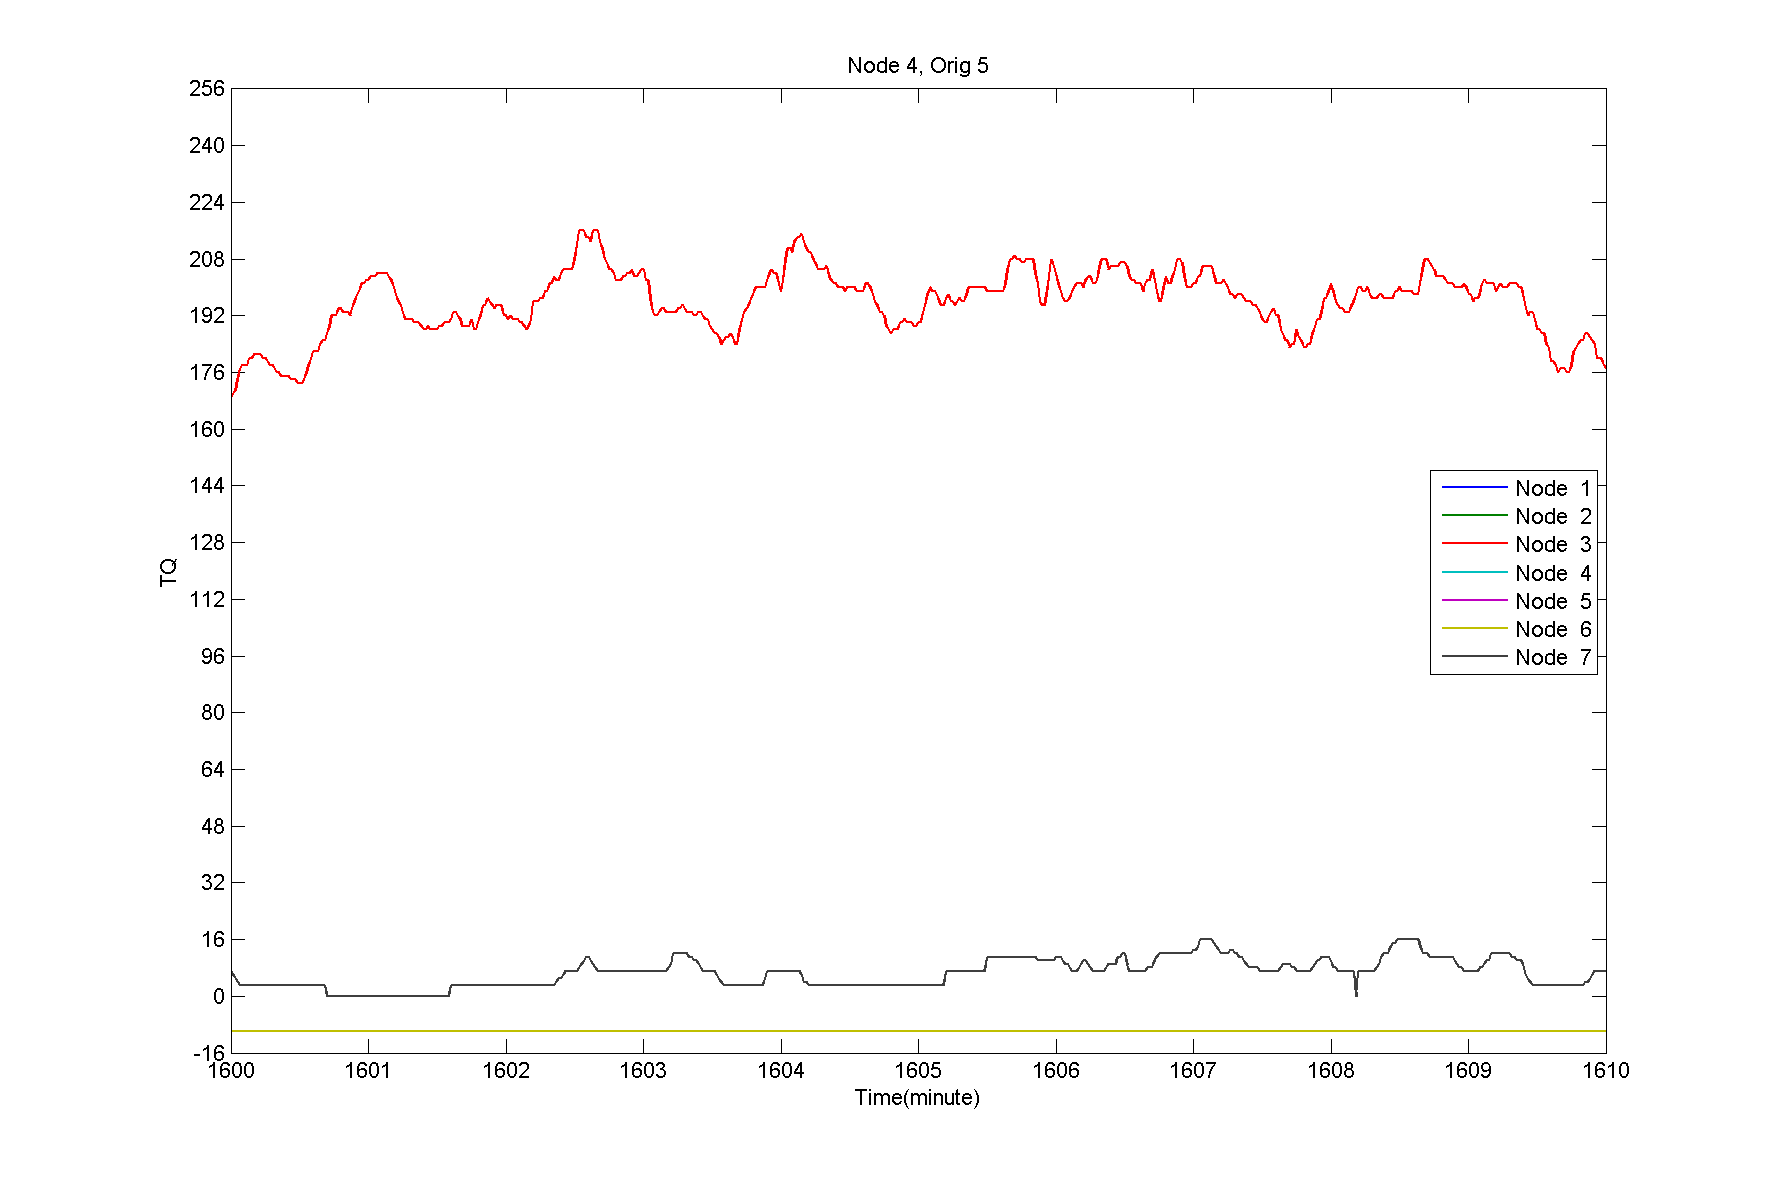 Node 4, Orig 5
256
240
224
208
192
176
160
144
128
112
96
80
64
48
32
16
0
-16
TQ
Node 1
Node 2
Node 3
Node 4
Node 5
Node 6
Node 7
1600 1601 1602 1603 1604 1605 1606 1607 1608 1609 1610
Time(minute)